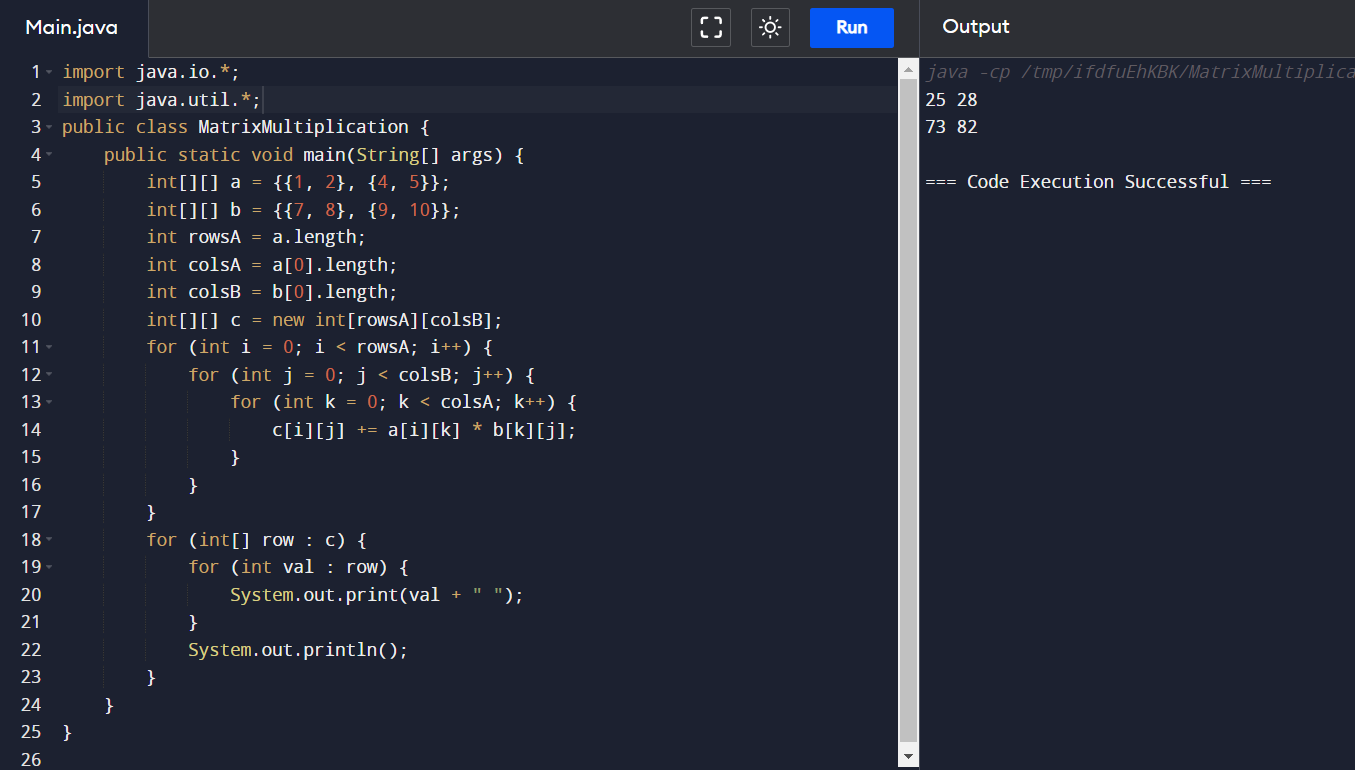 Main.java
Run
Output
1 import java.io.*;
2 import java.util.*;
3 public class MatrixMultiplication {
4     public static void main(String[] args) {
5         int[][] a = {{1, 2}, {4, 5}};
6         int[][] b = {{7, 8}, {9, 10}};
7         int rowsA = a.length;
8         int colsA = a[0].length;
9         int colsB = b[0].length;
10         int[][] c = new int[rowsA][colsB];
11         for (int i = 0; i < rowsA; i++) {
12             for (int j = 0; j < colsB; j++) {
13                 for (int k = 0; k < colsA; k++) {
14                     c[i][j] += a[i][k] * b[k][j];
15                 }
16             }
17         }
18         for (int[] row : c) {
19             for (int val : row) {
20                 System.out.print(val + " ");
21             }
22             System.out.println();
23         }
24     }
25 }
26
java -cp /tmp/ifdfuEhKBK/MatrixMultiplica
25 28
73 82
=== Code Execution Successful ===